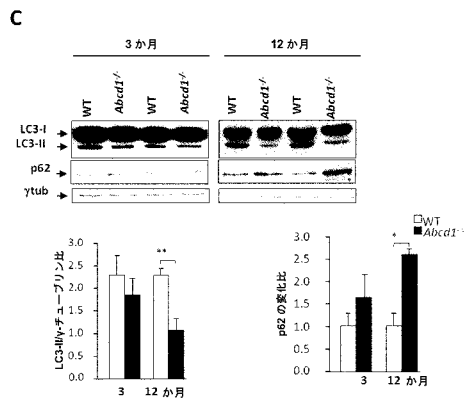 C
3 か月
12 か月
WT
Abcd1-/-
WT
Abcd1-/-
WT
Abcd1-/-
WT
Abcd1-/-
LC3-I
LC3-II
p62
γtub
WT
Abcd1-/-
LC3-II/γ-チューブリン比
3.0
2.5
2.0
1.5
1.0
0.5
0.0
**
3
12 か月
p62 の変化比
3.0
2.5
2.0
1.5
1.0
0.5
0.0
*
3
12 か月